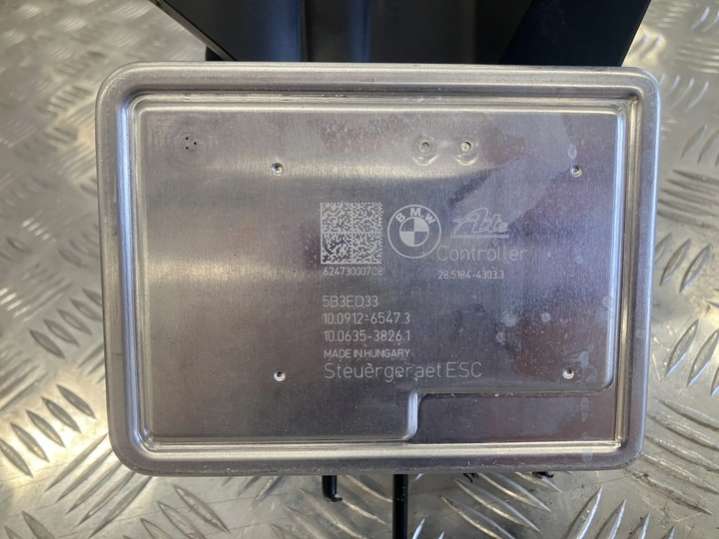 BMW
Ate
Controller
62473000708
28.5184-4303.3
5B3ED33
10.0912-6547.3
10.0635-3826.1
MADE IN HUNGARY
Steuergeraet ESC